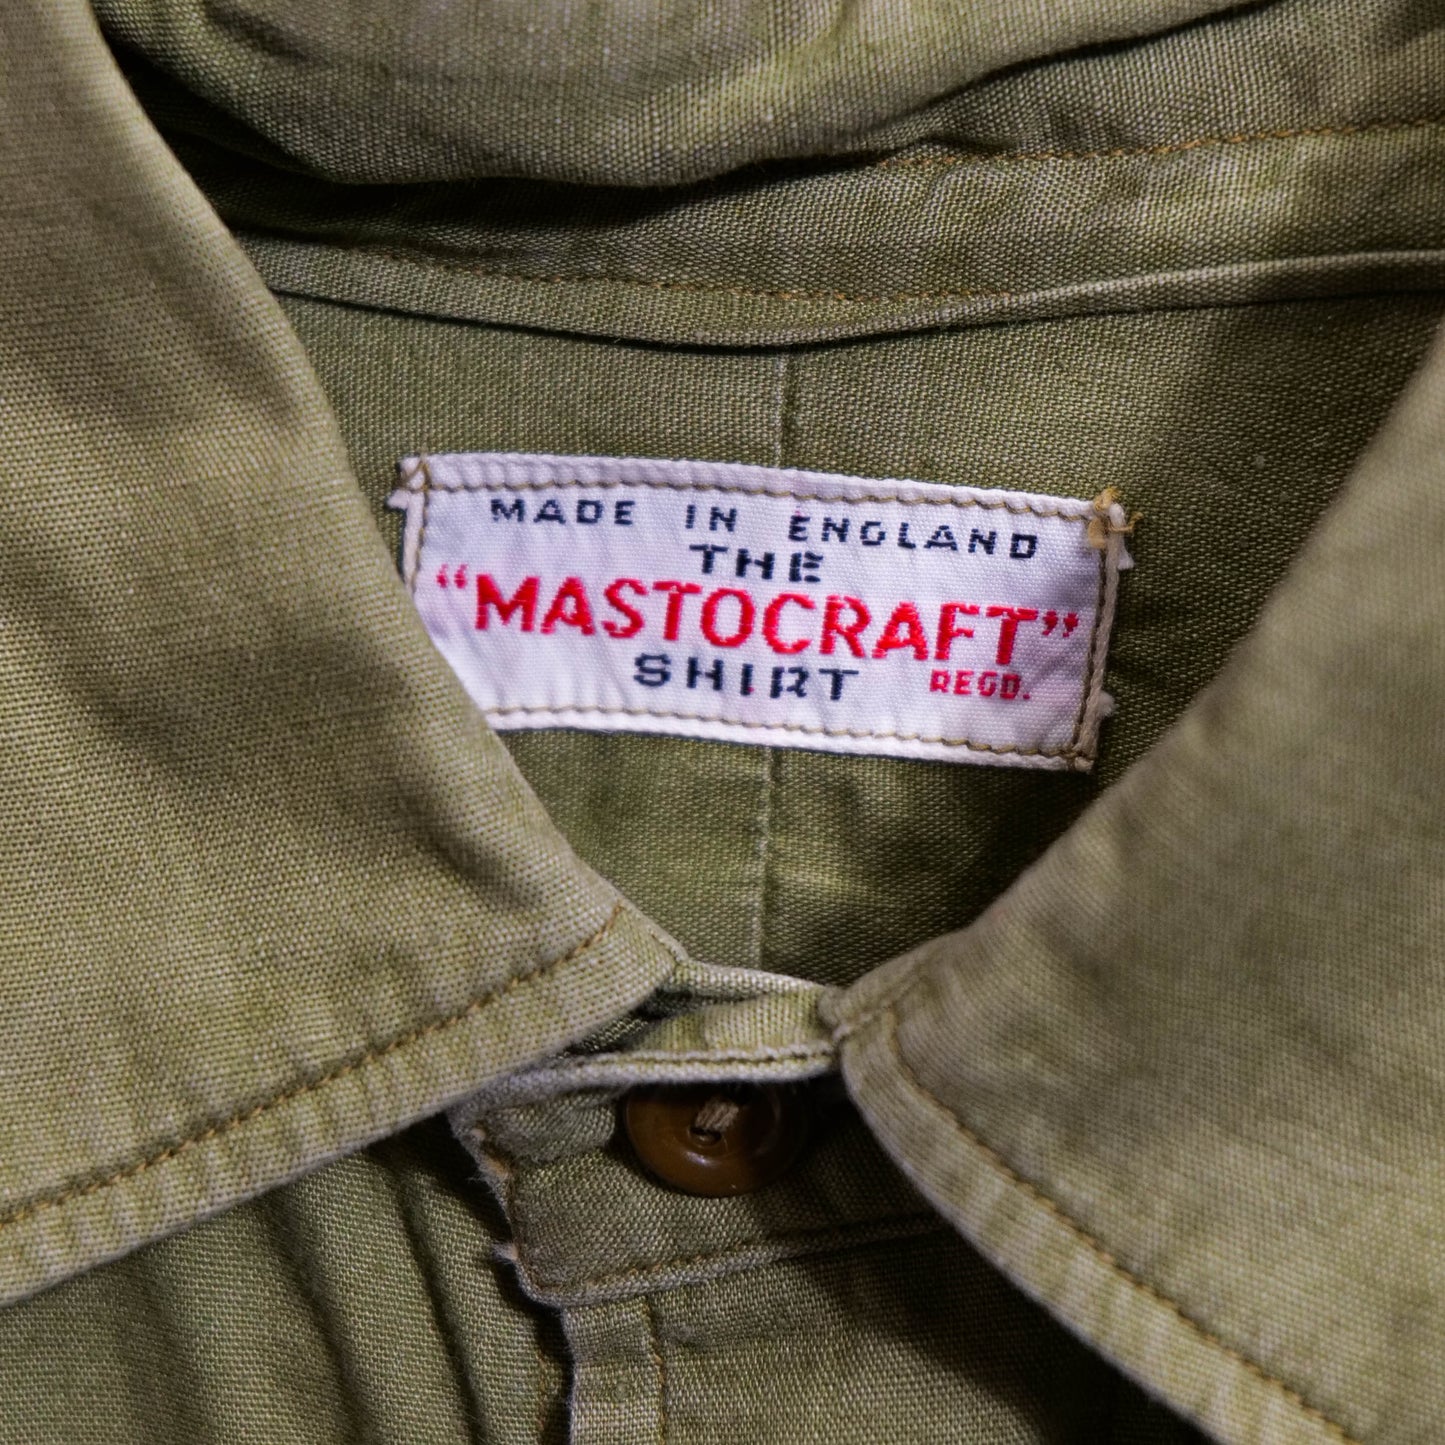 MADE IN ENGLAND
THE
“MASTOCRAFT”
SHIRT REGD.